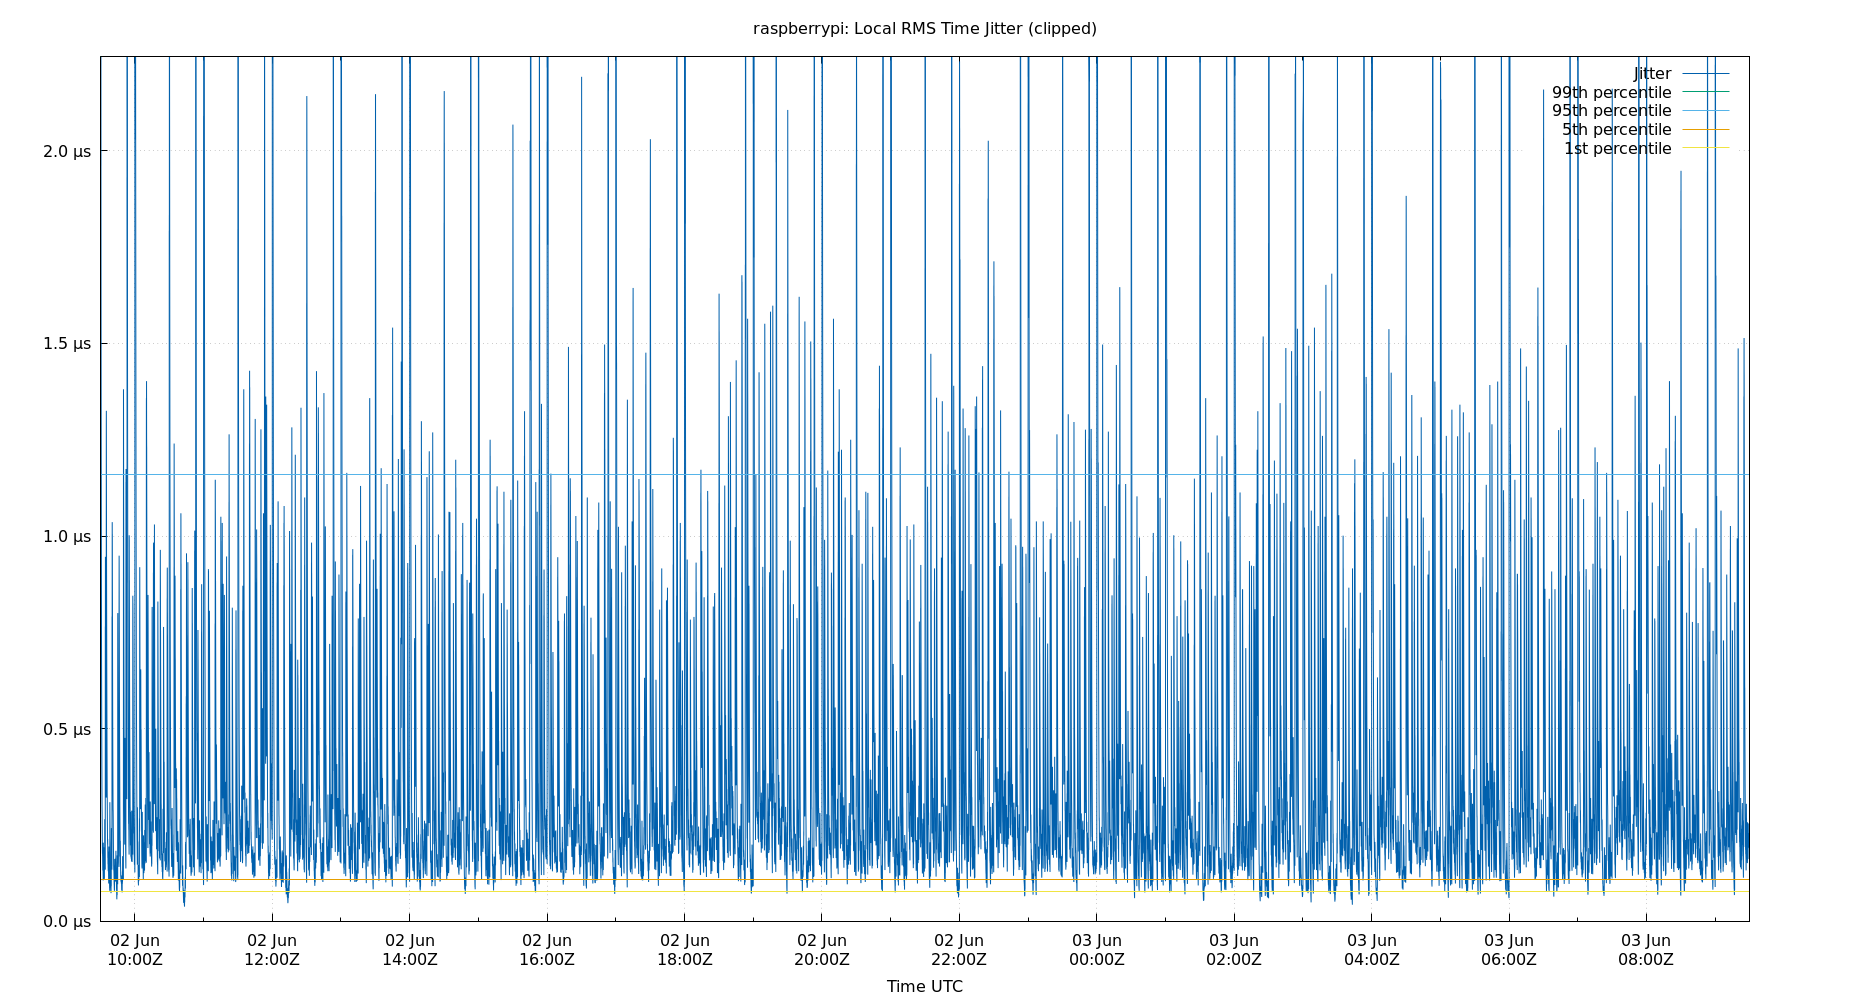 raspberrypi: Local RMS Time Jitter (clipped)
Jitter
99th percentile
95th percentile
5th percentile
1st percentile
2.0 μs
1.5 μs
1.0 μs
0.5 μs
0.0 μs
02 Jun 02 Jun 02 Jun 02 Jun 02 Jun 02 Jun 02 Jun 03 Jun 03 Jun 03 Jun 03 Jun 03 Jun
10:00Z 12:00Z 14:00Z 16:00Z 18:00Z 20:00Z 22:00Z 00:00Z 02:00Z 04:00Z 06:00Z 08:00Z
Time UTC